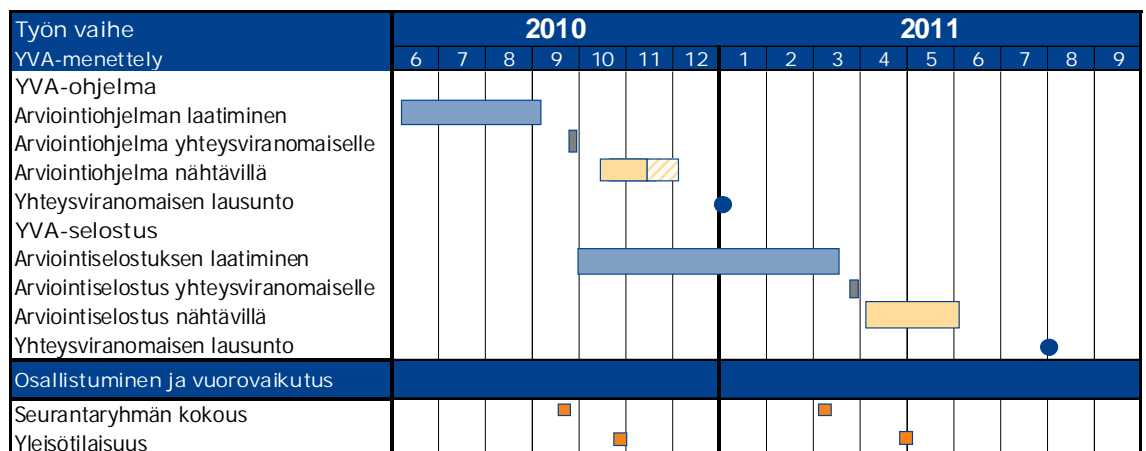 Työn vaihe 2010 2011
YVA-menettely 6 7 8 9 10 11 12 1 2 3 4 5 6 7 8 9
YVA-ohjelma
Arviointiohjelman laatiminen
Arviointiohjelma yhteysviranomaiselle
Arviointiohjelma nähtävillä
Yhteysviranomaisen lausunto
YVA-selostus
Arviointiselostuksen laatiminen
Arviointiselostus yhteysviranomaiselle
Arviointiselostus nähtävillä
Yhteysviranomaisen lausunto
Osallistuminen ja vuorovaikutus
Seurantaryhmän kokous
Yleisötilaisuus